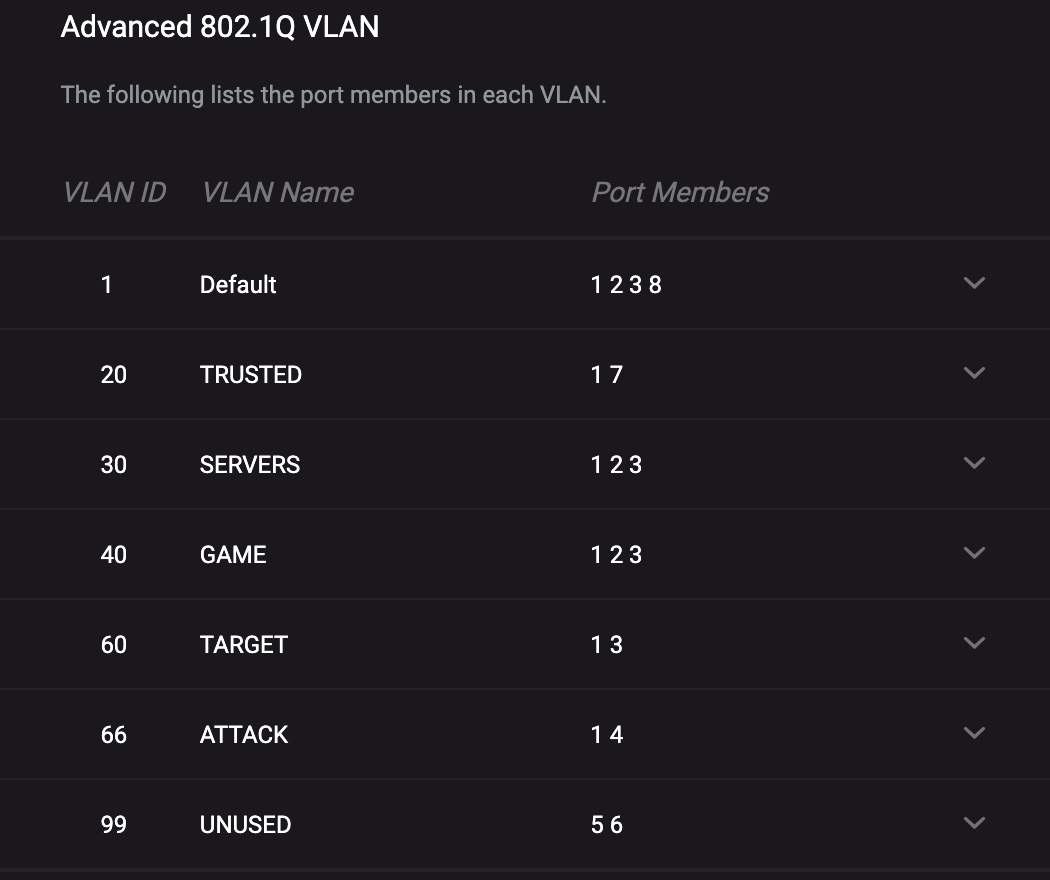 Advanced 802.1Q VLAN
The following lists the port members in each VLAN.
VLAN ID VLAN Name Port Members
1 Default 1 2 3 8
20 TRUSTED 1 7
30 SERVERS 1 2 3
40 GAME 1 2 3
60 TARGET 1 3
66 ATTACK 1 4
99 UNUSED 5 6